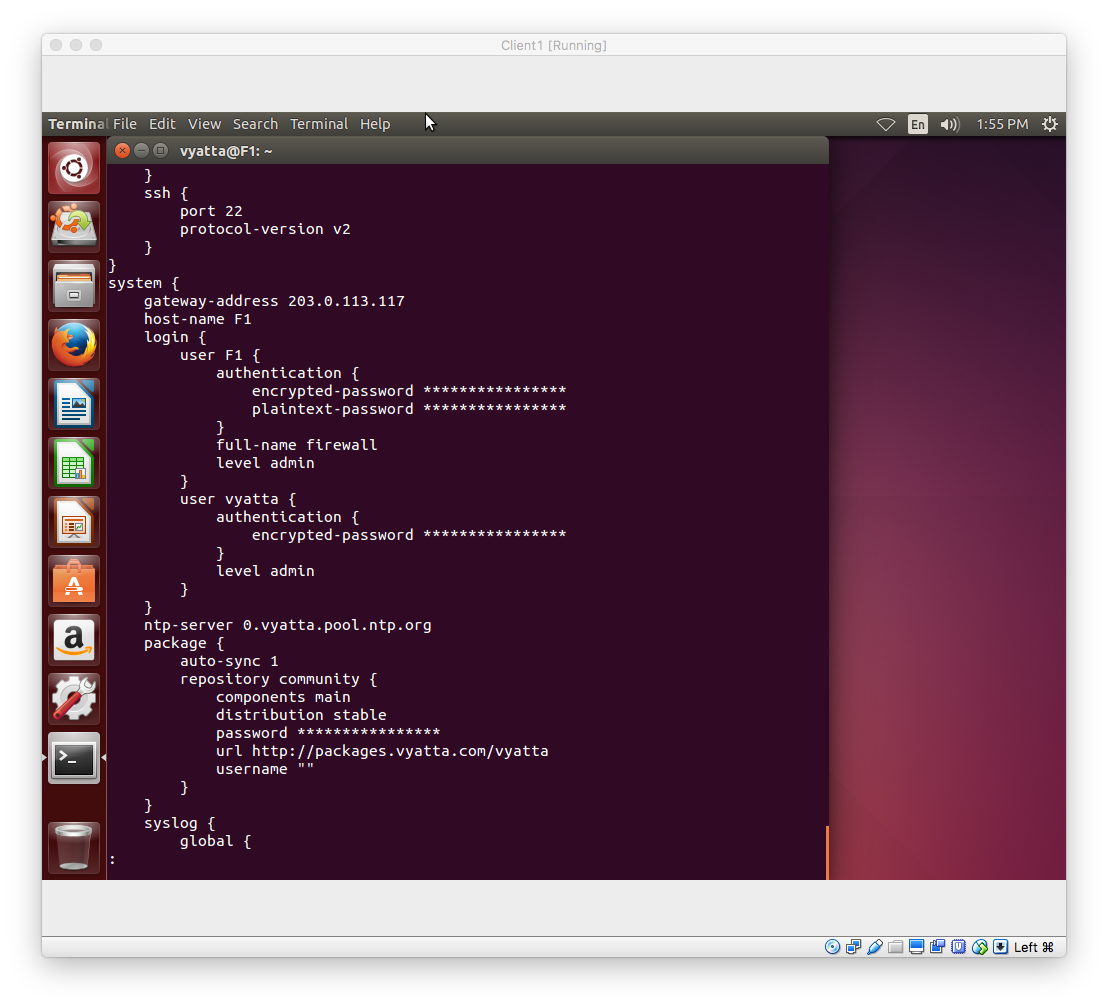 Client1 [Running]
Terminal File Edit View Search Terminal Help En 1:55 PM
vyatta@F1: ~
    }
    ssh {
        port 22
        protocol-version v2
    }
}
system {
    gateway-address 203.0.113.117
    host-name F1
    login {
        user F1 {
            authentication {
                encrypted-password ****************
                plaintext-password ****************
            }
            full-name firewall
            level admin
        }
        user vyatta {
            authentication {
                encrypted-password ****************
            }
            level admin
        }
    }
    ntp-server 0.vyatta.pool.ntp.org
    package {
        auto-sync 1
        repository community {
            components main
            distribution stable
            password ****************
            url http://packages.vyatta.com/vyatta
            username ""
        }
    }
    syslog {
        global {
:
Left ⌘